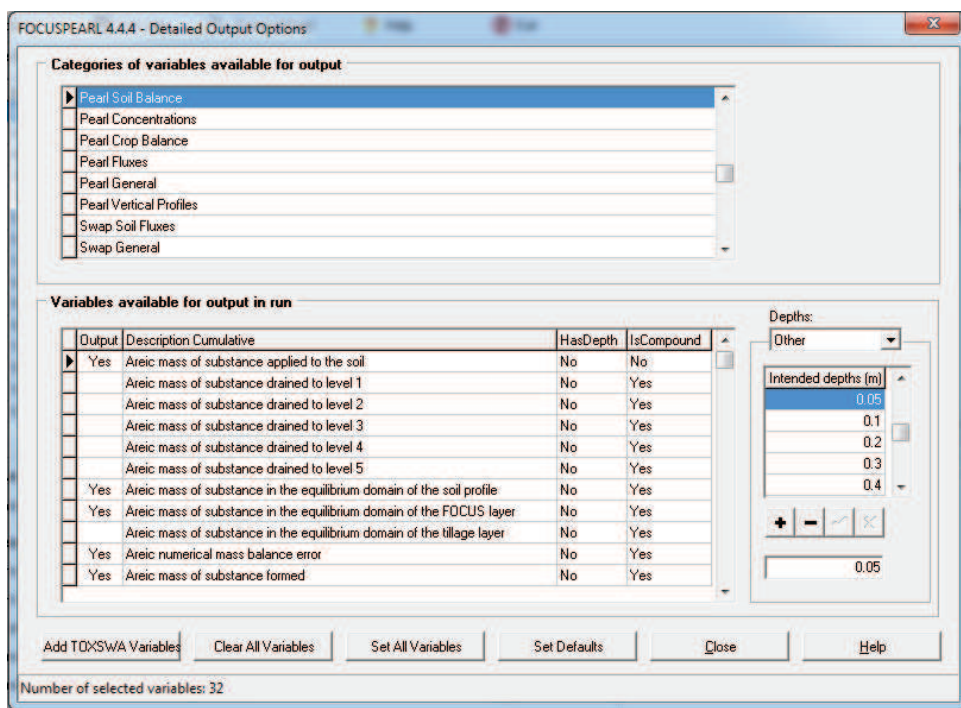 FOCUSPEARL 4.4.4 - Detailed Output Options
Categories of variables available for output
Pearl Soil Balance
Pearl Concentrations
Pearl Crop Balance
Pearl Fluxes
Pearl General
Pearl Vertical Profiles
Swap Soil Fluxes
Swap General
Variables available for output in run
Output Description Cumulative HasDepth IsCompound
Yes Areic mass of substance applied to the soil No No
Areic mass of substance drained to level 1 No Yes
Areic mass of substance drained to level 2 No Yes
Areic mass of substance drained to level 3 No Yes
Areic mass of substance drained to level 4 No Yes
Areic mass of substance drained to level 5 No Yes
Yes Areic mass of substance in the equilibrium domain of the soil profile No Yes
Yes Areic mass of substance in the equilibrium domain of the FOCUS layer No Yes
Areic mass of substance in the equilibrium domain of the tillage layer No Yes
Yes Areic numerical mass balance error No Yes
Yes Areic mass of substance formed No Yes
Depths:
Other
Intended depths (m)
0.05
0.1
0.2
0.3
0.4
0.05
Add TOXSWA Variables Clear All Variables Set All Variables Set Defaults Close Help
Number of selected variables: 32